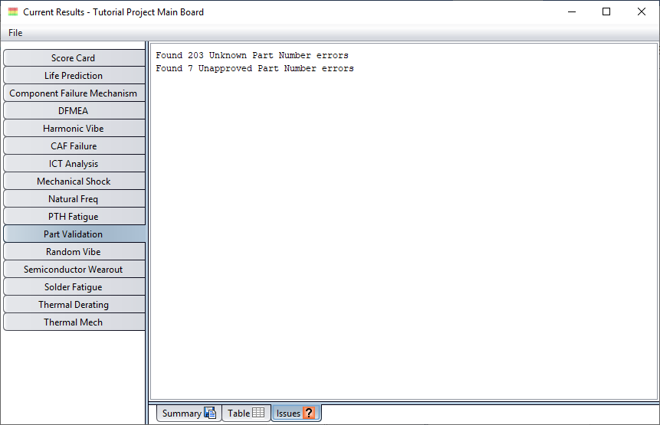 Current Results - Tutorial Project Main Board
File
Score Card
Life Prediction
Component Failure Mechanism
DFMEA
Harmonic Vibe
CAF Failure
ICT Analysis
Mechanical Shock
Natural Freq
PTH Fatigue
Part Validation
Random Vibe
Semiconductor Wearout
Solder Fatigue
Thermal Derating
Thermal Mech
Found 203 Unknown Part Number errors
Found 7 Unapproved Part Number errors
Summary Table Issues ?